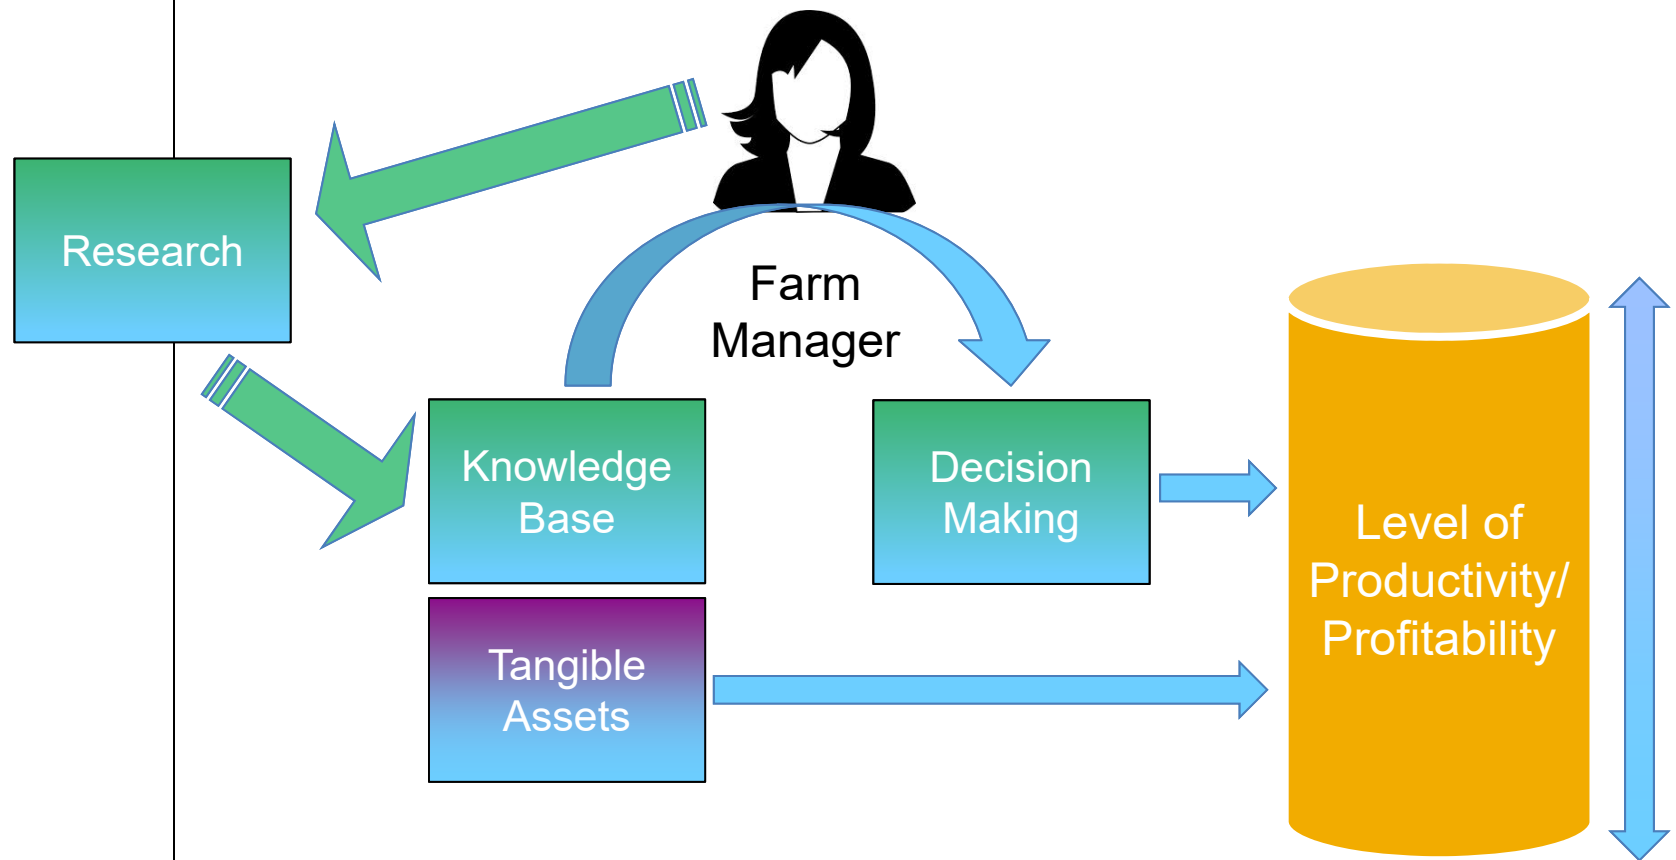 Research
Farm
Manager
Knowledge
Base
Decision
Making
Tangible
Assets
Level of
Productivity/
Profitability